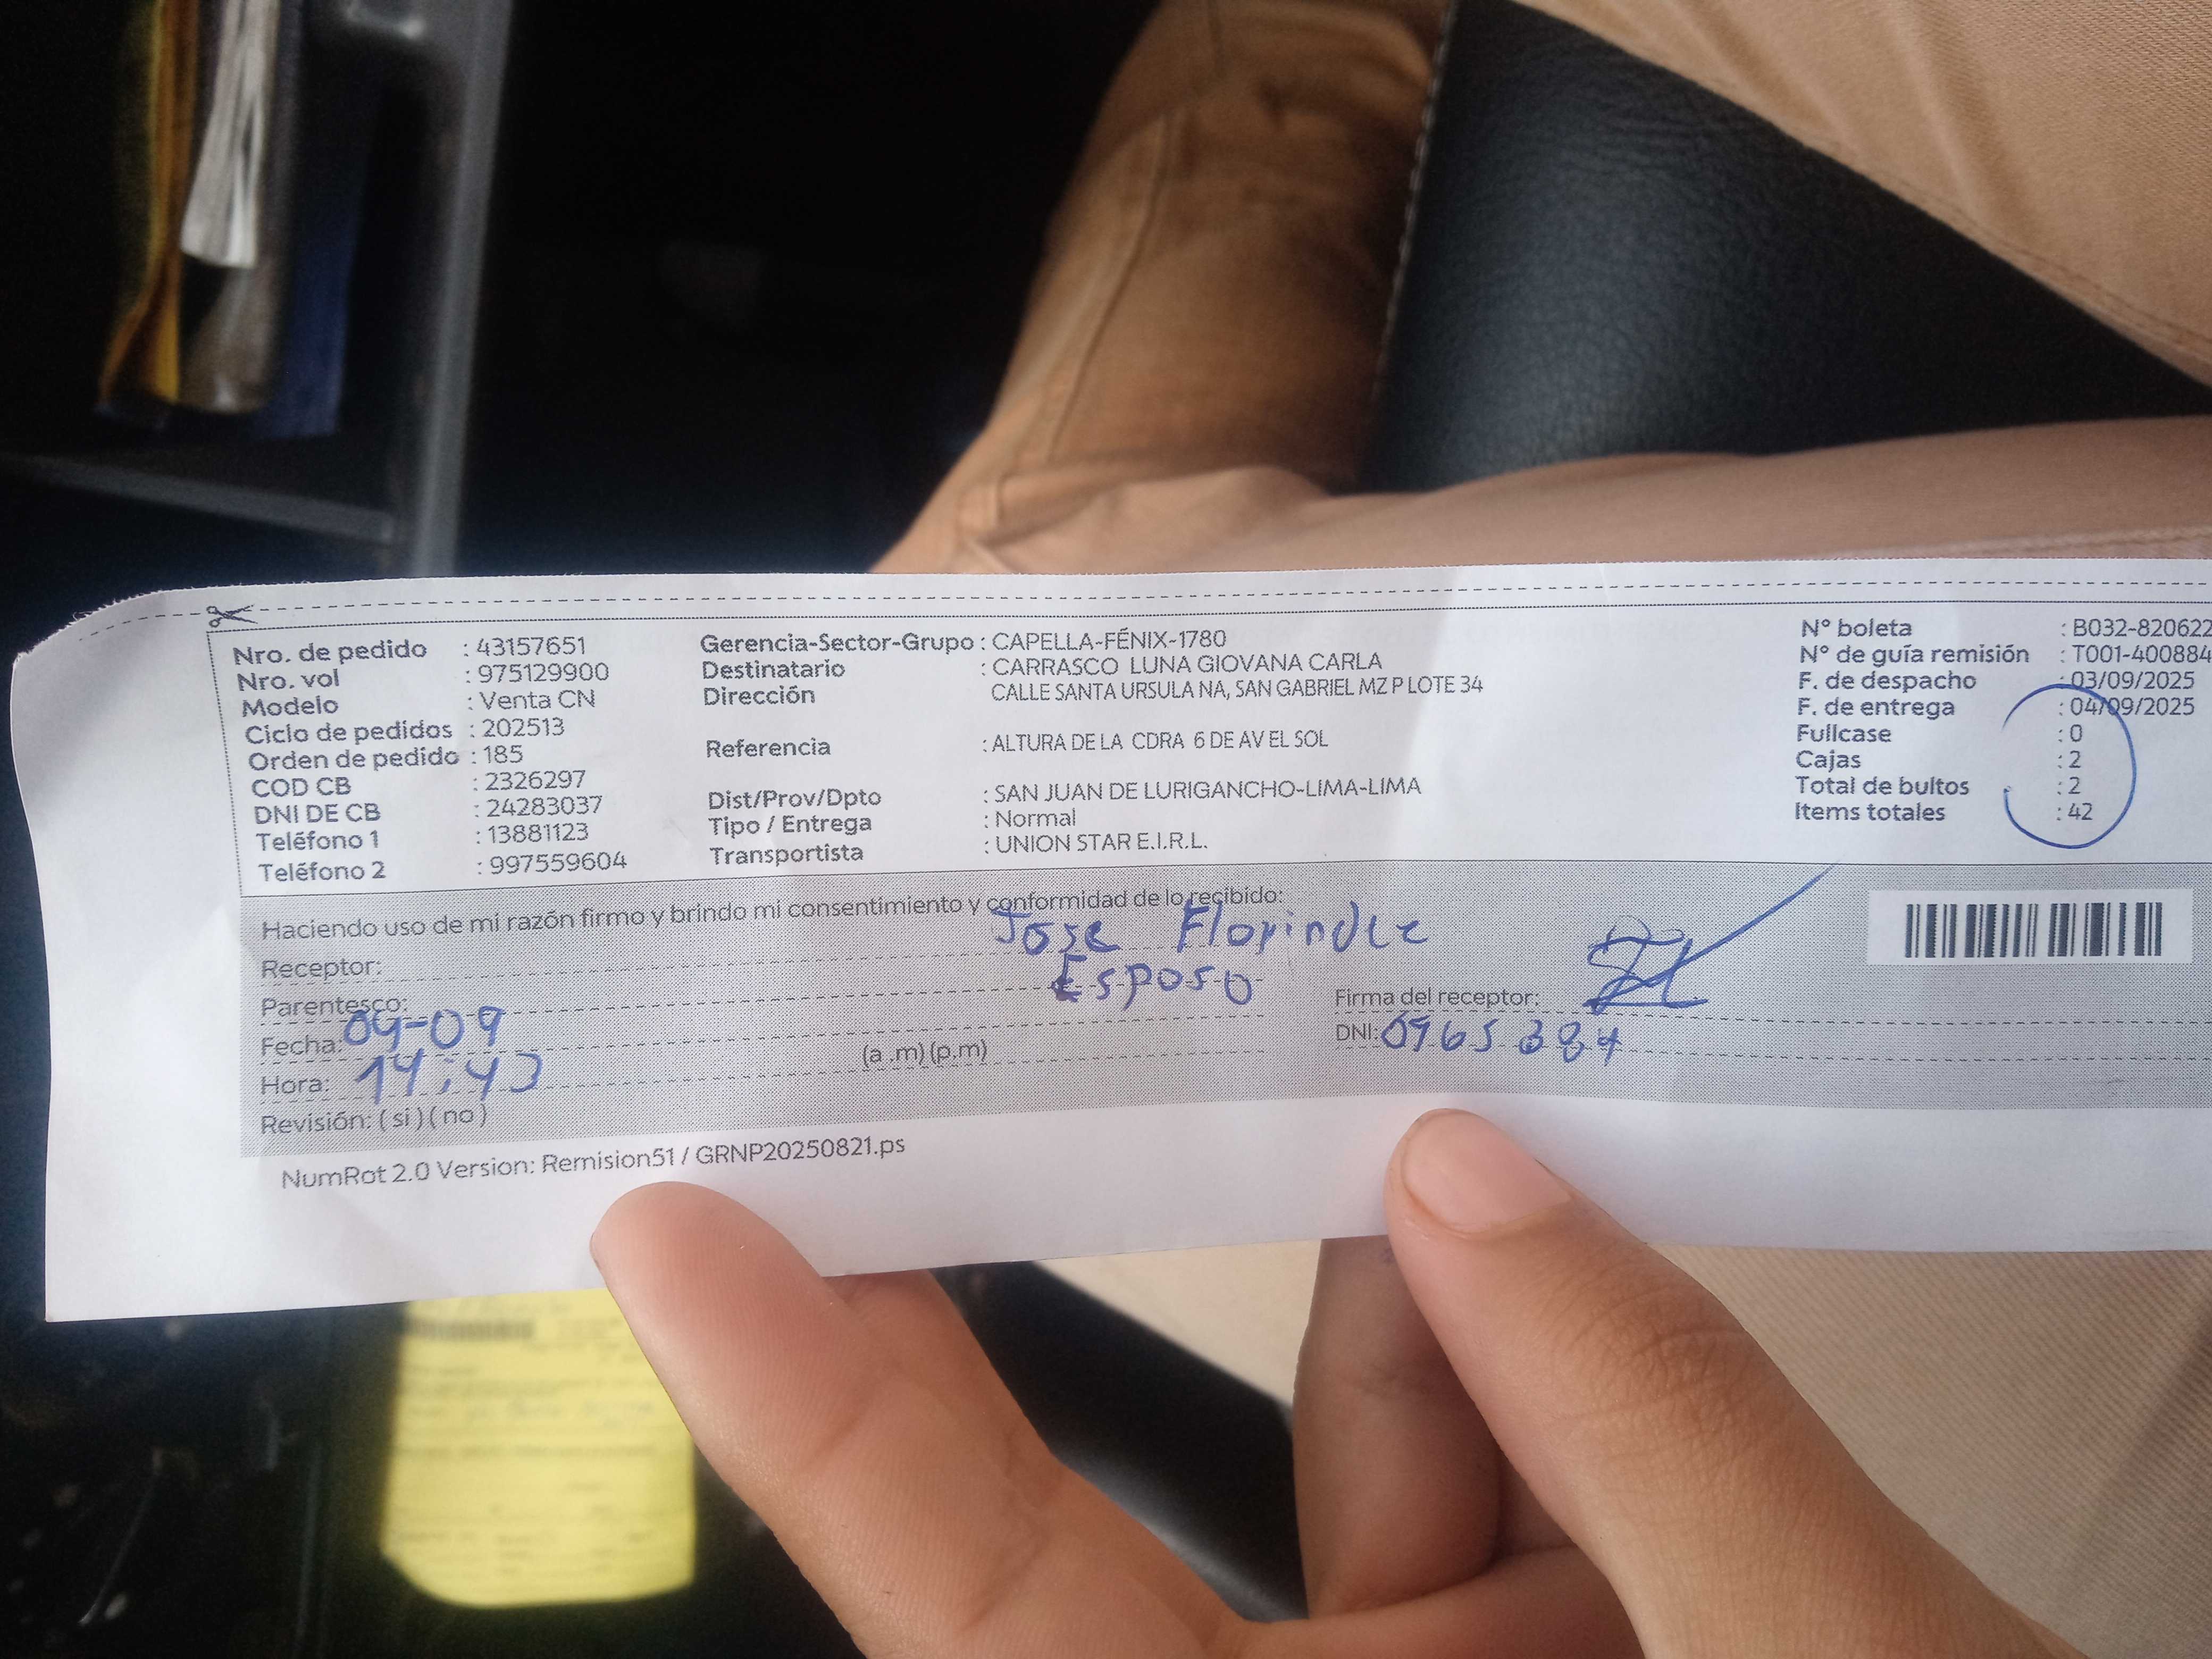 Nro. de pedido : 43157651
Nro. vol : 975129900
Modelo : Venta CN
Ciclo de pedidos : 202513
Orden de pedido : 185
COD CB : 2326297
DNI DE CB : 24283037
Teléfono 1 : 13881123
Teléfono 2 : 997559604
Gerencia-Sector-Grupo : CAPELLA-FÉNIX-1780
Destinatario : CARRASCO LUNA GIOVANA CARLA
Dirección CALLE SANTA URSULA NA, SAN GABRIEL MZ P LOTE 34
Referencia : ALTURA DE LA CDRA 6 DE AV EL SOL
Dist/Prov/Dpto : SAN JUAN DE LURIGANCHO-LIMA-LIMA
Tipo / Entrega : Normal
Transportista : UNION STAR E.I.R.L.
N° boleta : B032-820622
N° de guía remisión : T001-400884
F. de despacho : 03/09/2025
F. de entrega : 04/09/2025
Fullcase : 0
Cajas : 2
Total de bultos : 2
Items totales : 42
Haciendo uso de mi razón firmo y brindo mi consentimiento y conformidad de lo recibido:
Receptor: Jose
Parentesco: Esposo
Firma del receptor:
Fecha: 04-09
DNI: 0965384
Hora: 14:43 (a .m) (p.m)
Revisión: ( si ) ( no )
NumRot 2.0 Version: Remision51 / GRNP20250821.ps